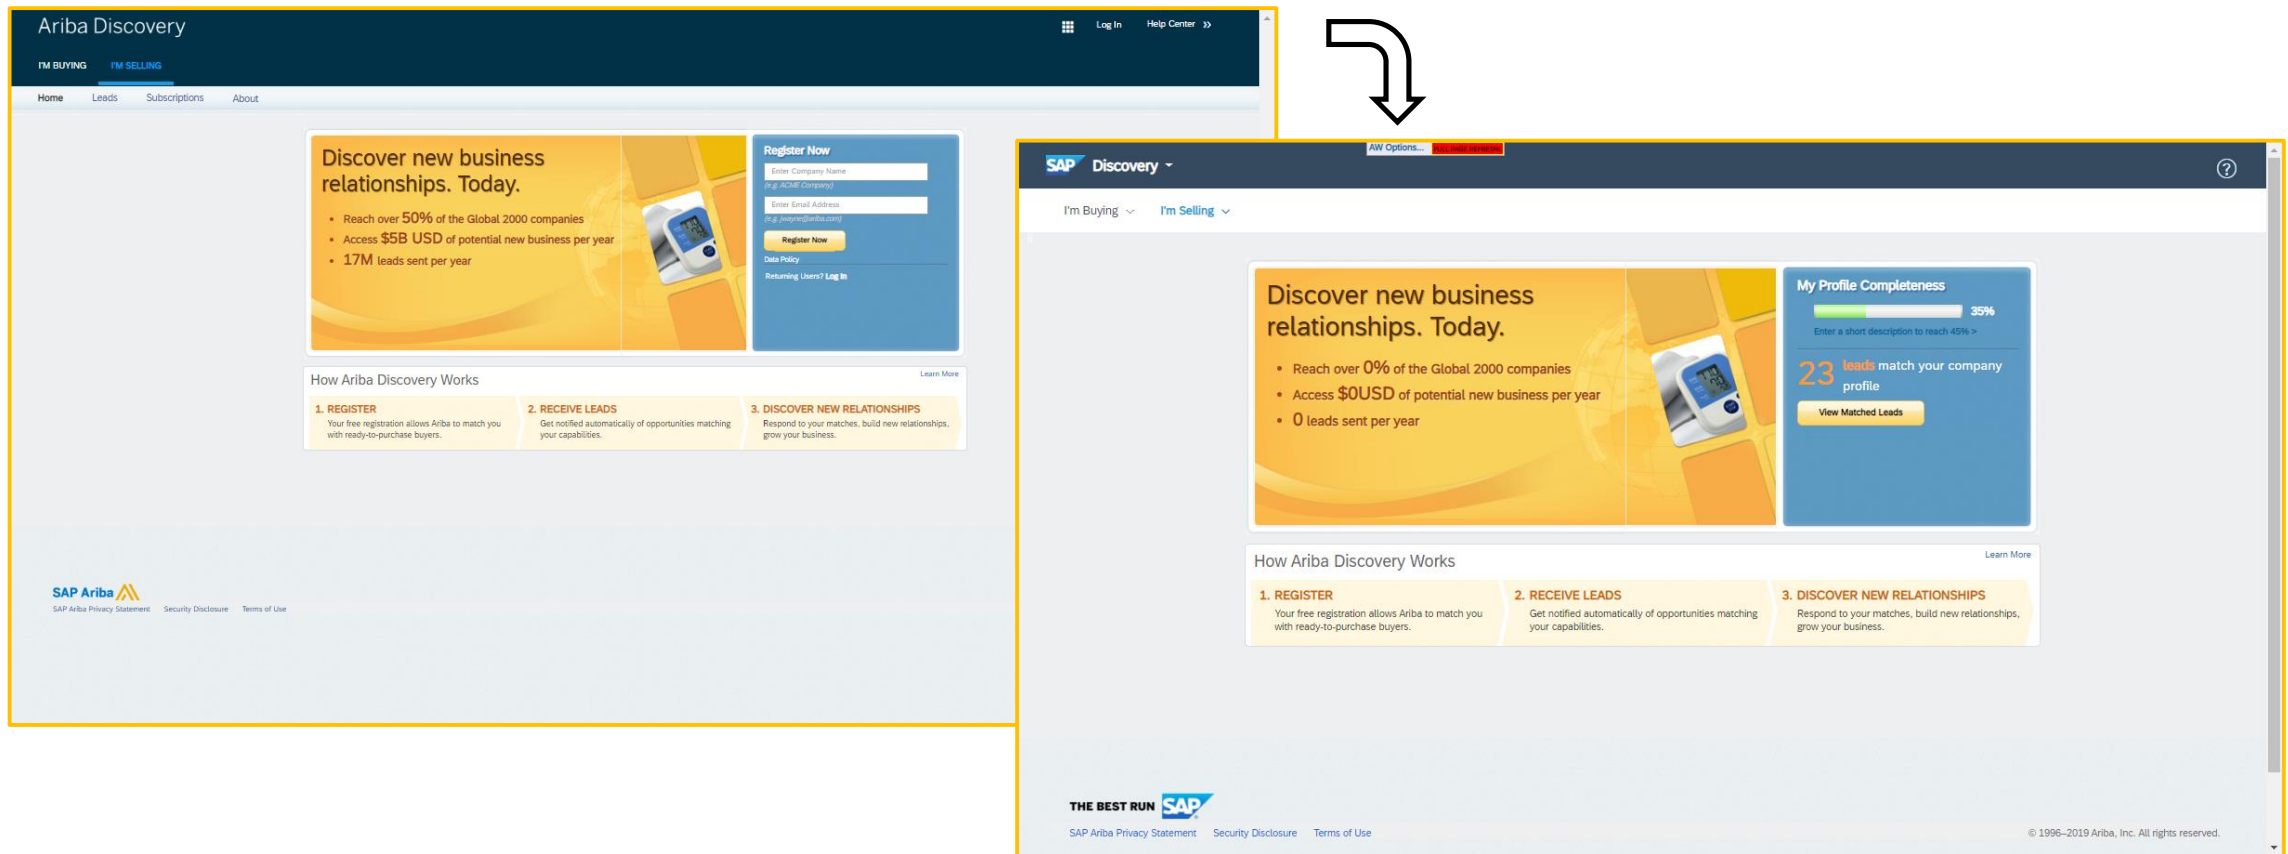 Ariba Discovery
Log In
Help Center »
I'M BUYING
I'M SELLING
Home
Leads
Subscriptions
About
Discover new business
relationships. Today.
• Reach over 50% of the Global 2000 companies
• Access $5B USD of potential new business per year
• 17M leads sent per year
Register Now
Enter Company Name
(e.g. ACME Company)
Enter Email Address
(e.g. jwayne@ariba.com)
Register Now
Data Policy
Returning Users? Log In
How Ariba Discovery Works
Learn More
1. REGISTER
Your free registration allows Ariba to match you
with ready-to-purchase buyers.
2. RECEIVE LEADS
Get notified automatically of opportunities matching
your capabilities.
3. DISCOVER NEW RELATIONSHIPS
Respond to your matches, build new relationships,
grow your business.
SAP Ariba
SAP Ariba Privacy Statement
Security Disclosure
Terms of Use
AW Options...
FULL PAGE REFRESH!
SAP Discovery
?
I'm Buying
I'm Selling
Discover new business
relationships. Today.
• Reach over 0% of the Global 2000 companies
• Access $0USD of potential new business per year
• 0 leads sent per year
My Profile Completeness
35%
Enter a short description to reach 45% >
23 leads match your company
profile
View Matched Leads
How Ariba Discovery Works
Learn More
1. REGISTER
Your free registration allows Ariba to match you
with ready-to-purchase buyers.
2. RECEIVE LEADS
Get notified automatically of opportunities matching
your capabilities.
3. DISCOVER NEW RELATIONSHIPS
Respond to your matches, build new relationships,
grow your business.
THE BEST RUN SAP
SAP Ariba Privacy Statement
Security Disclosure
Terms of Use
© 1996–2019 Ariba, Inc. All rights reserved.